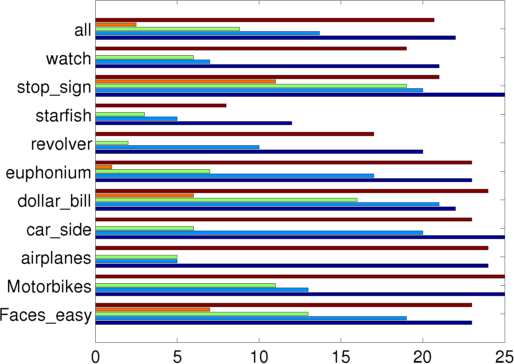 all
watch
stop_sign
starfish
revolver
euphonium
dollar_bill
car_side
airplanes
Motorbikes
Faces_easy
0 5 10 15 20 25